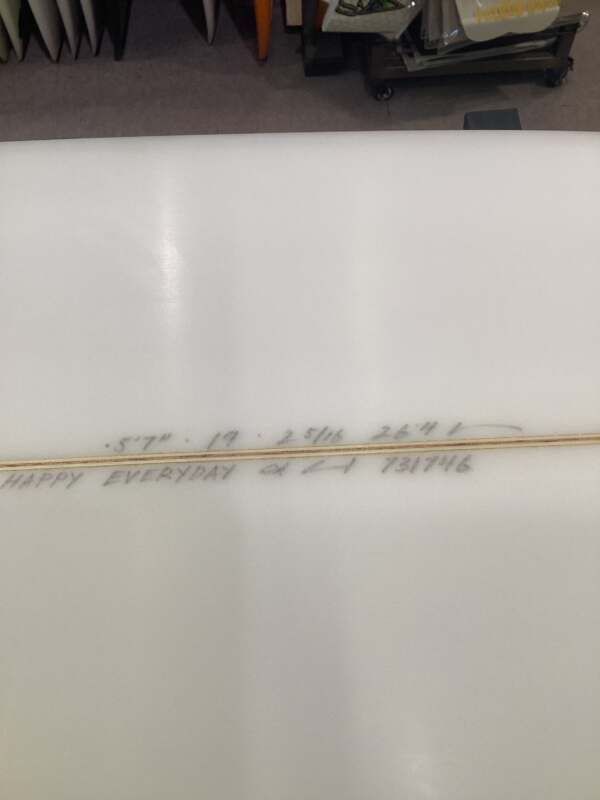 5'7" · 19 · 2 5/16 26'4 L
HAPPY EVERYDAY 731746